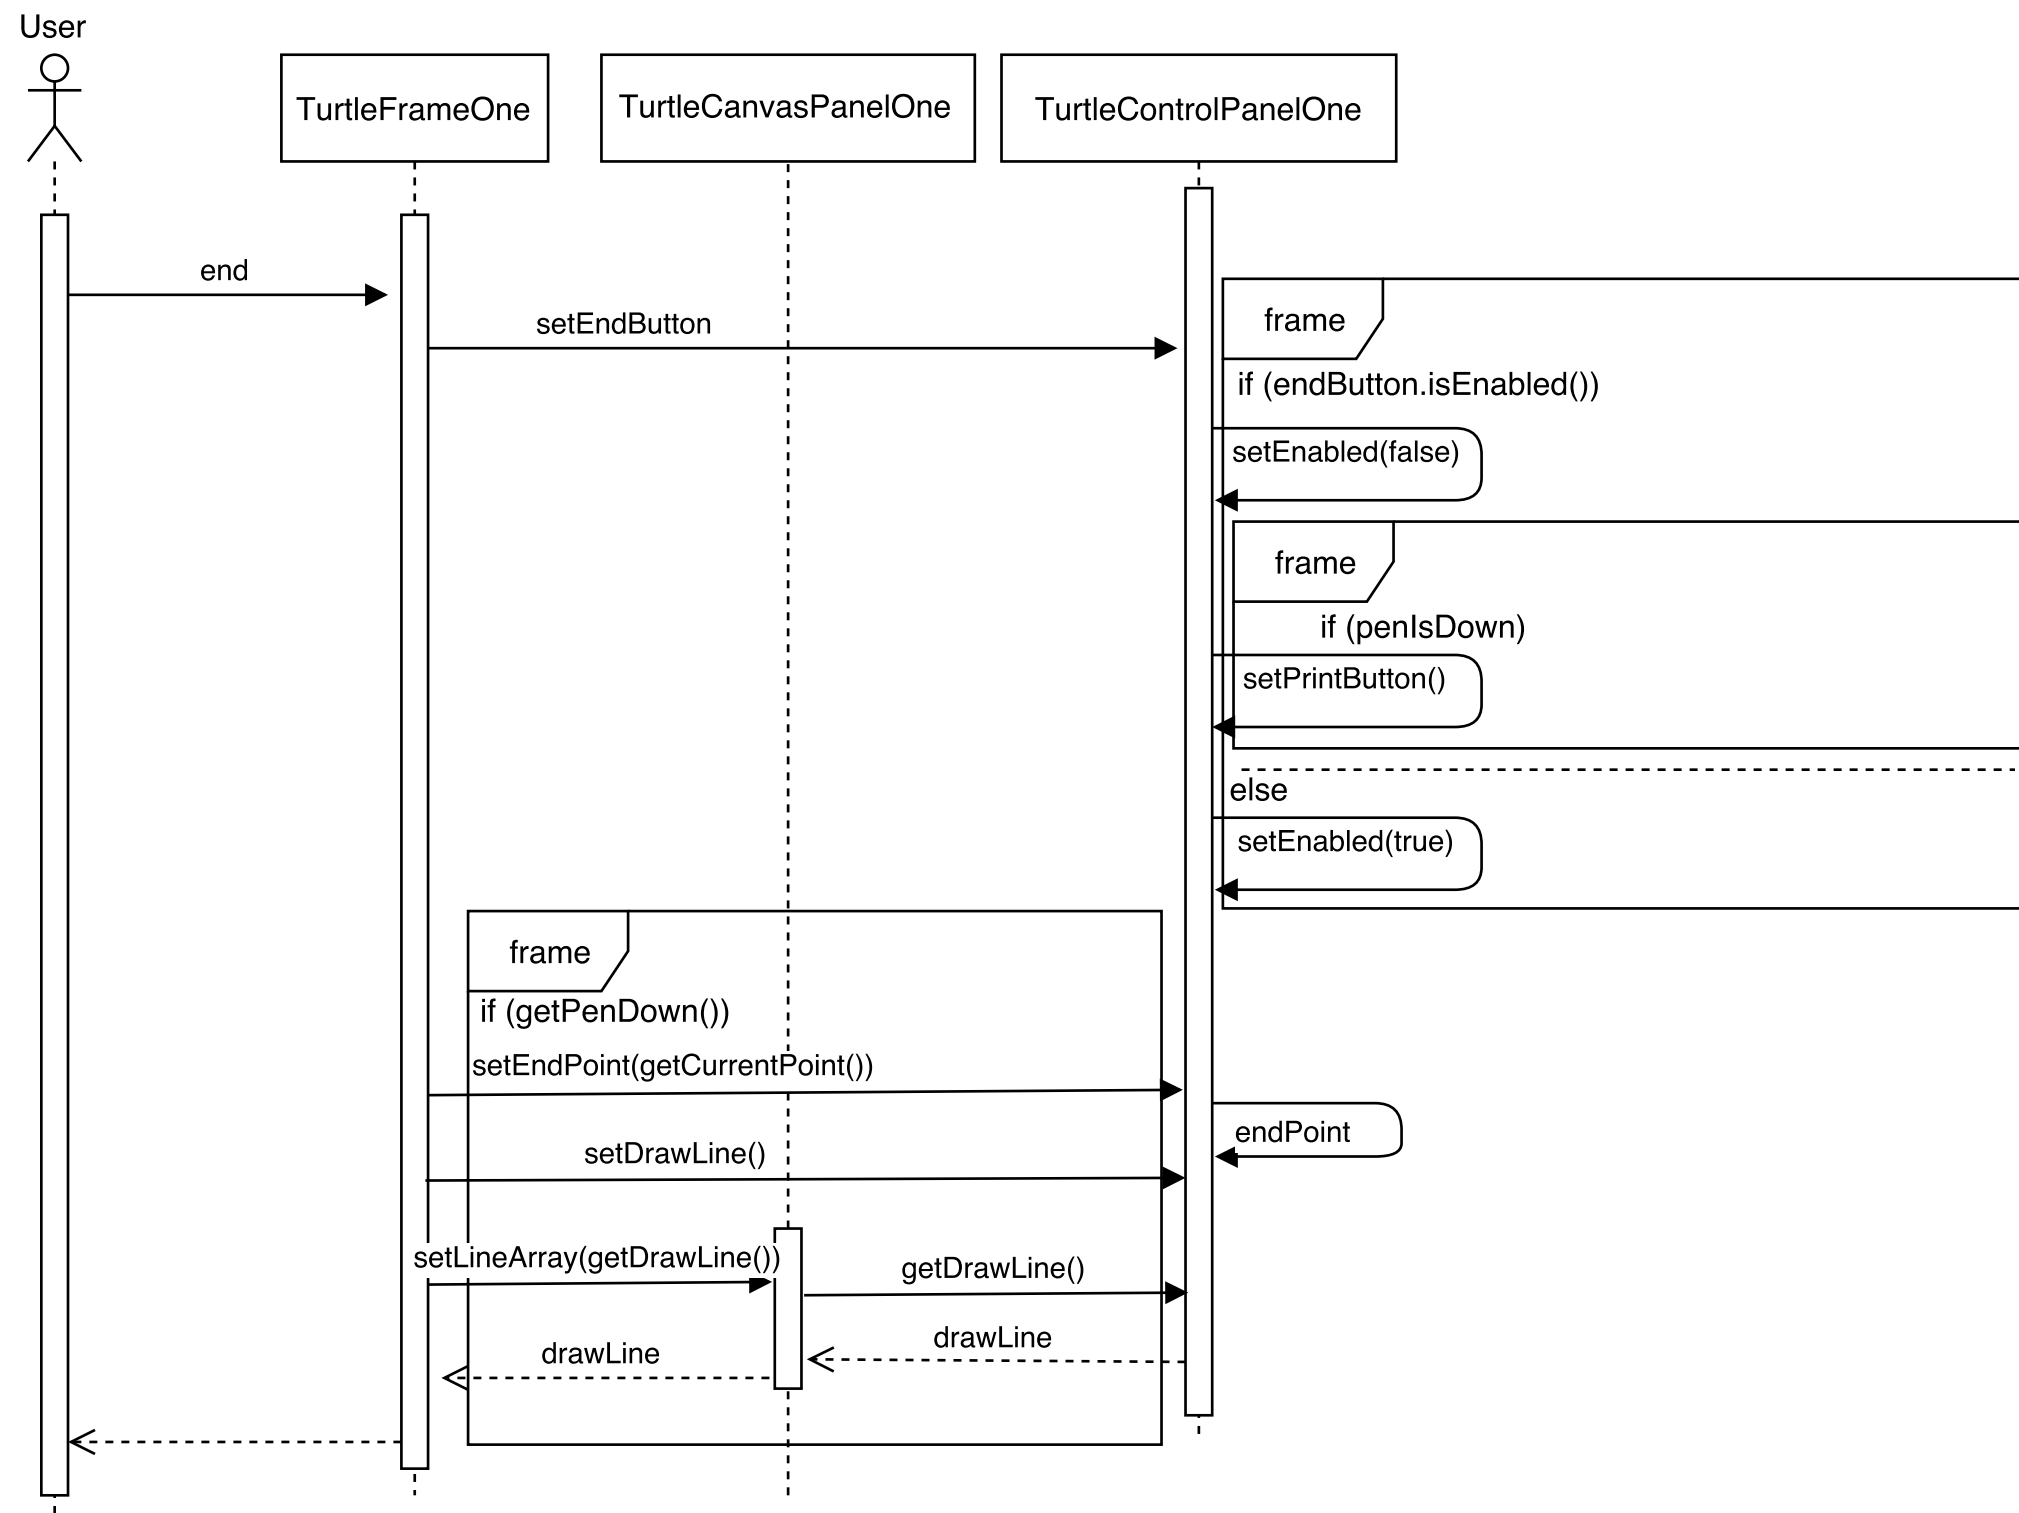 User
TurtleFrameOne
TurtleCanvasPanelOne
TurtleControlPanelOne
end
setEndButton
frame
if (endButton.isEnabled())
setEnabled(false)
frame
if (penIsDown)
setPrintButton()
else
setEnabled(true)
frame
if (getPenDown())
setEndPoint(getCurrentPoint())
endPoint
setDrawLine()
setLineArray(getDrawLine())
getDrawLine()
drawLine
drawLine